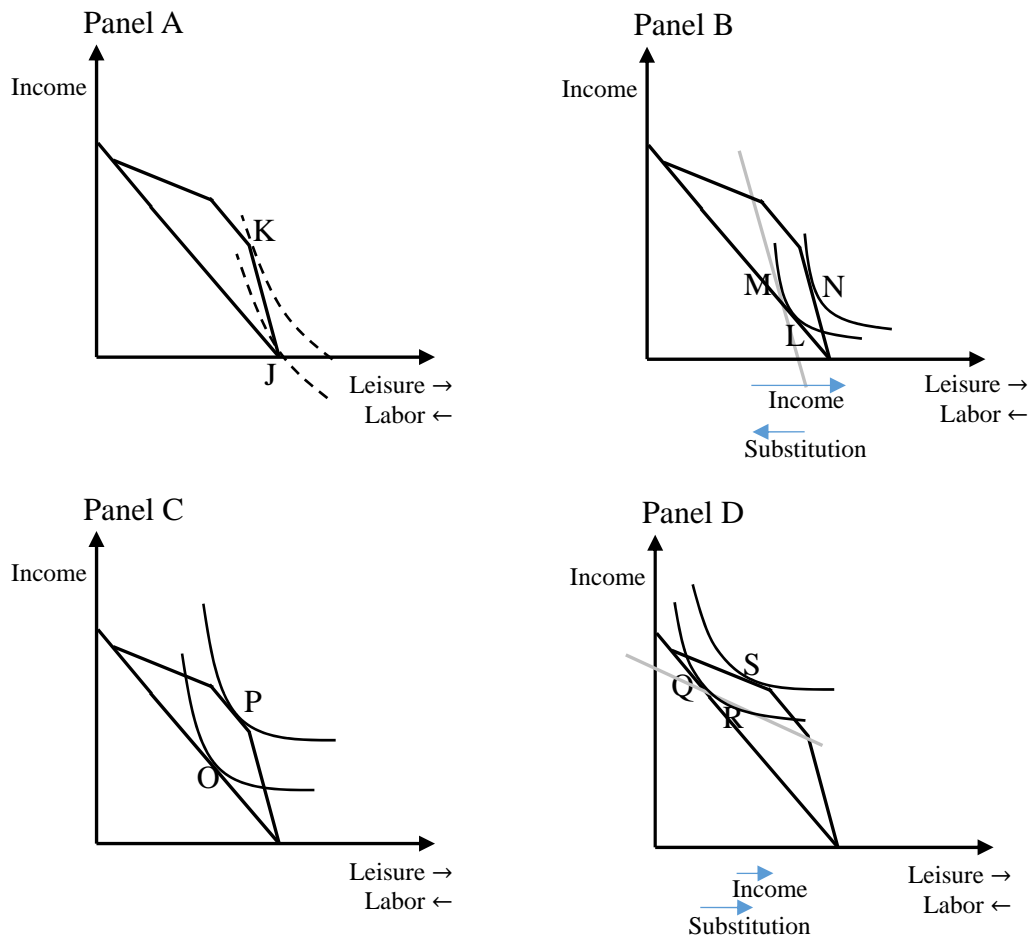 Panel A
Income
K
J
Leisure →
Labor ←
Panel B
Income
M
N
L
Leisure →
Income
Labor ←
Substitution
Panel C
Income
P
O
Leisure →
Labor ←
Panel D
Income
S
Q
R
Leisure →
Income
Labor ←
Substitution